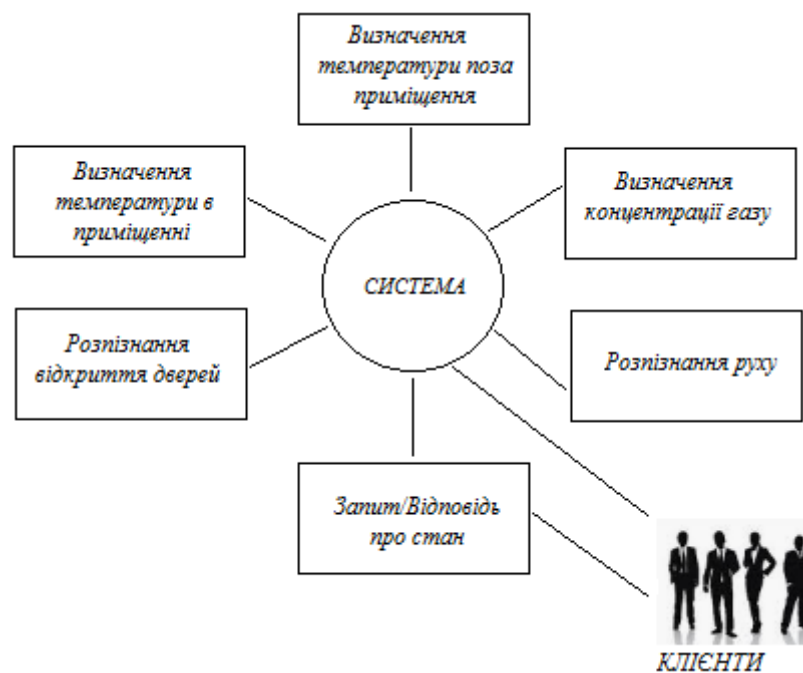 Визначення
температури поза
приміщення
Визначення
температури в
приміщенні
Визначення
концентрації газу
СИСТЕМА
Розпізнання
відкриття дверей
Розпізнання руху
Запит/Відповідь
про стан
КЛІЄНТИ